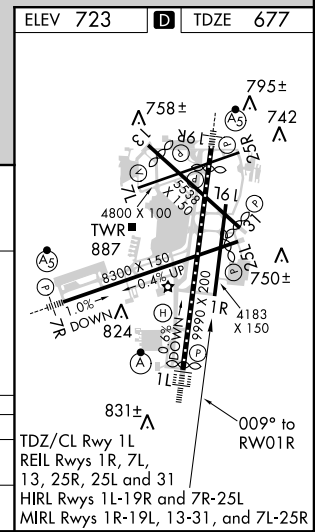 ELEV 723
D
TDZE 677
795±
A5
758±
742
13
19R
25R
P
V
P
P
5538 X 150
7L
4800 X 100
19L
31
TWR
887
A5
P
8300 X 150
25L
P
750±
1.0%
0.4% UP
DOWN
7R
824
H
0.6%
DOWN
9990 X 200
1R
4183
X 150
A
P
1L
831±
009° to
RW01R
TDZ/CL Rwy 1L
REIL Rwys 1R, 7L,
13, 25R, 25L and 31
HIRL Rwys 1L-19R and 7R-25L
MIRL Rwys 1R-19L, 13-31, and 7L-25R